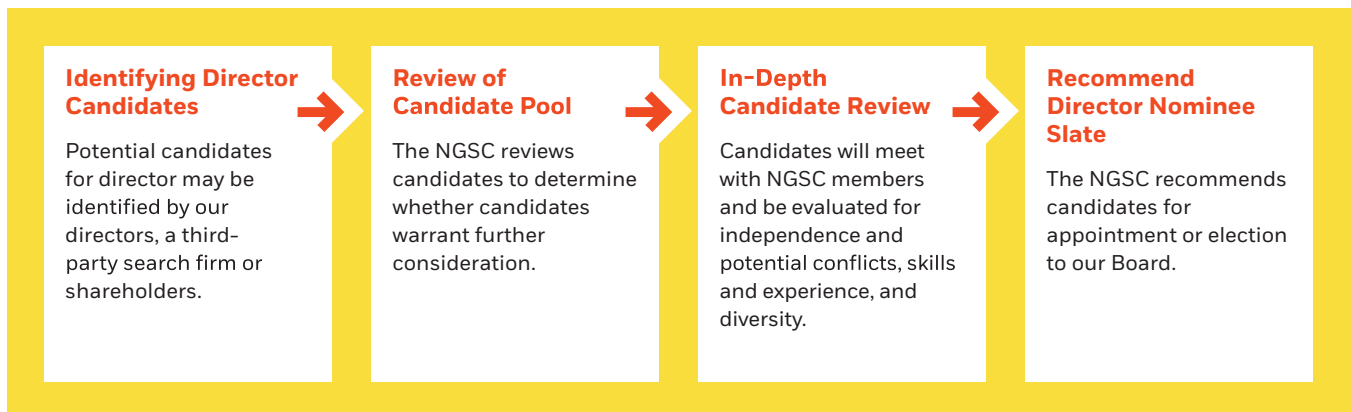 Identifying Director
Candidates
Potential candidates
for director may be
identified by our
directors, a third-
party search firm or
shareholders.
Review of
Candidate Pool
The NGSC reviews
candidates to determine
whether candidates
warrant further
consideration.
In-Depth
Candidate Review
Candidates will meet
with NGSC members
and be evaluated for
independence and
potential conflicts, skills
and experience, and
diversity.
Recommend
Director Nominee
Slate
The NGSC recommends
candidates for
appointment or election
to our Board.